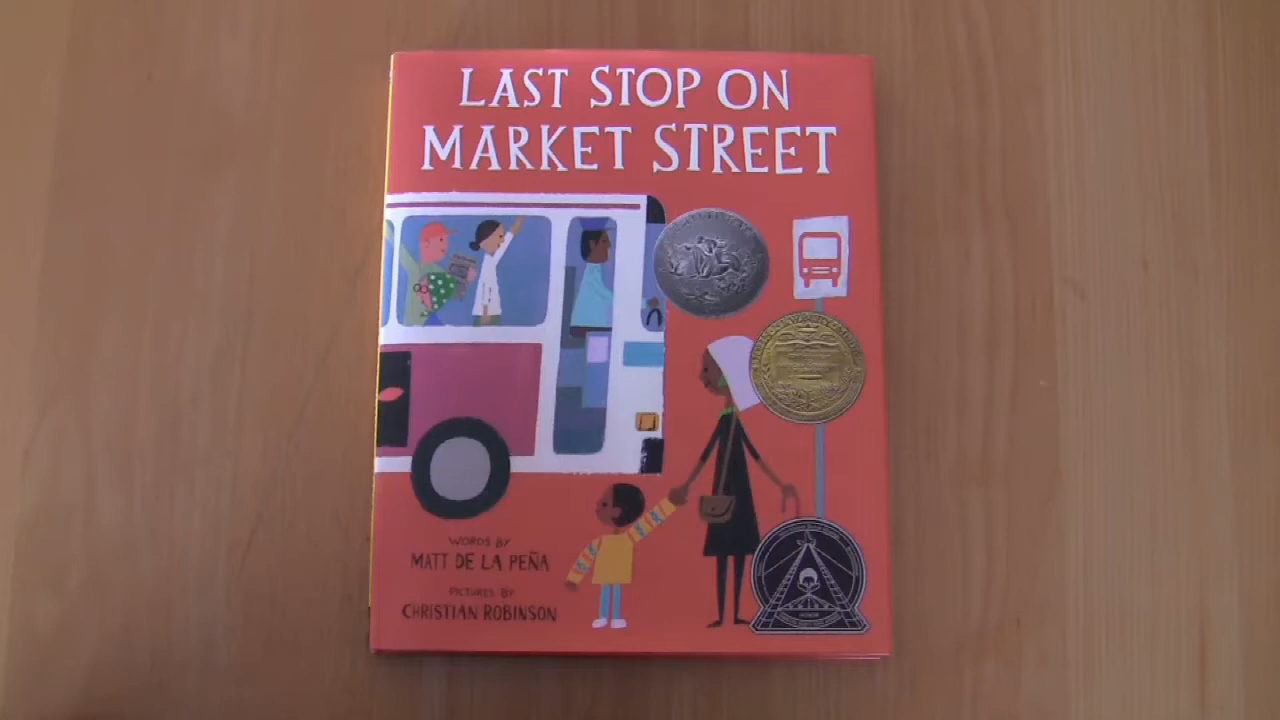 LAST STOP ON
MARKET STREET
WORDS BY
MATT DE LA PEÑA
PICTURES BY
CHRISTIAN ROBINSON